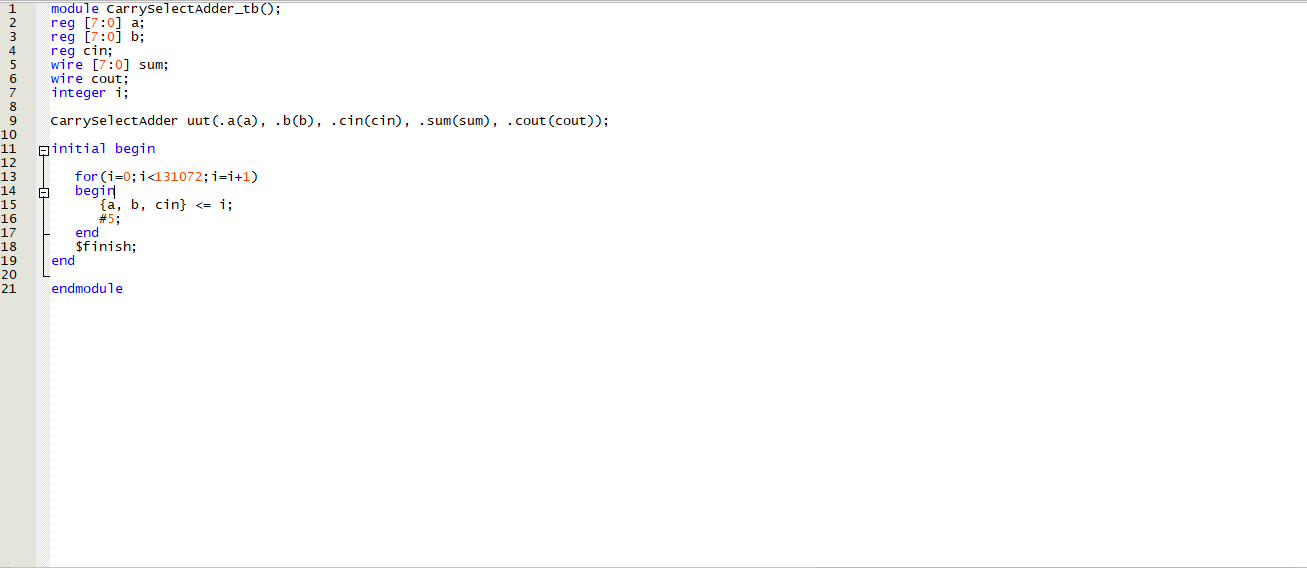 1 module CarrySelectAdder_tb();
2 reg [7:0] a;
3 reg [7:0] b;
4 reg cin;
5 wire [7:0] sum;
6 wire cout;
7 integer i;
8
9 CarrySelectAdder uut(.a(a), .b(b), .cin(cin), .sum(sum), .cout(cout));
10
11 initial begin
12
13    for(i=0;i<131072;i=i+1)
14    begin
15       {a, b, cin} <= i;
16       #5;
17    end
18    $finish;
19 end
20
21 endmodule